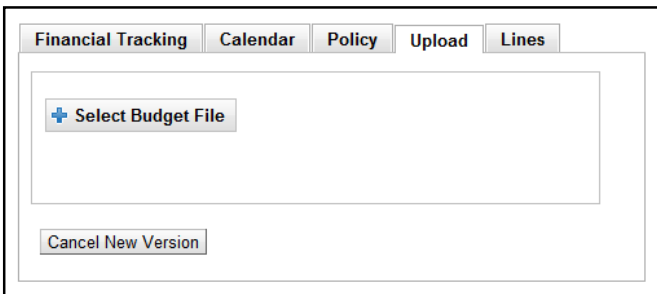 Financial Tracking Calendar Policy Upload Lines
Select Budget File
Cancel New Version